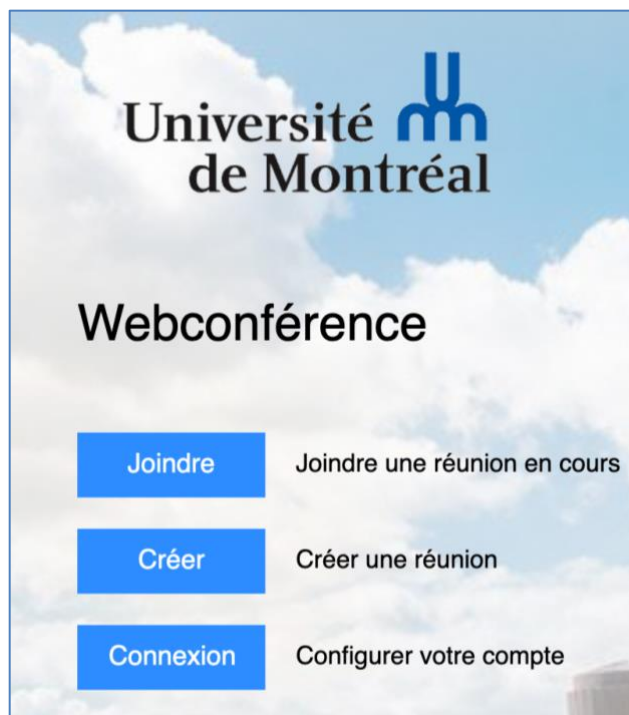 Université
de Montréal
Webconférence
Joindre Joindre une réunion en cours
Créer Créer une réunion
Connexion Configurer votre compte